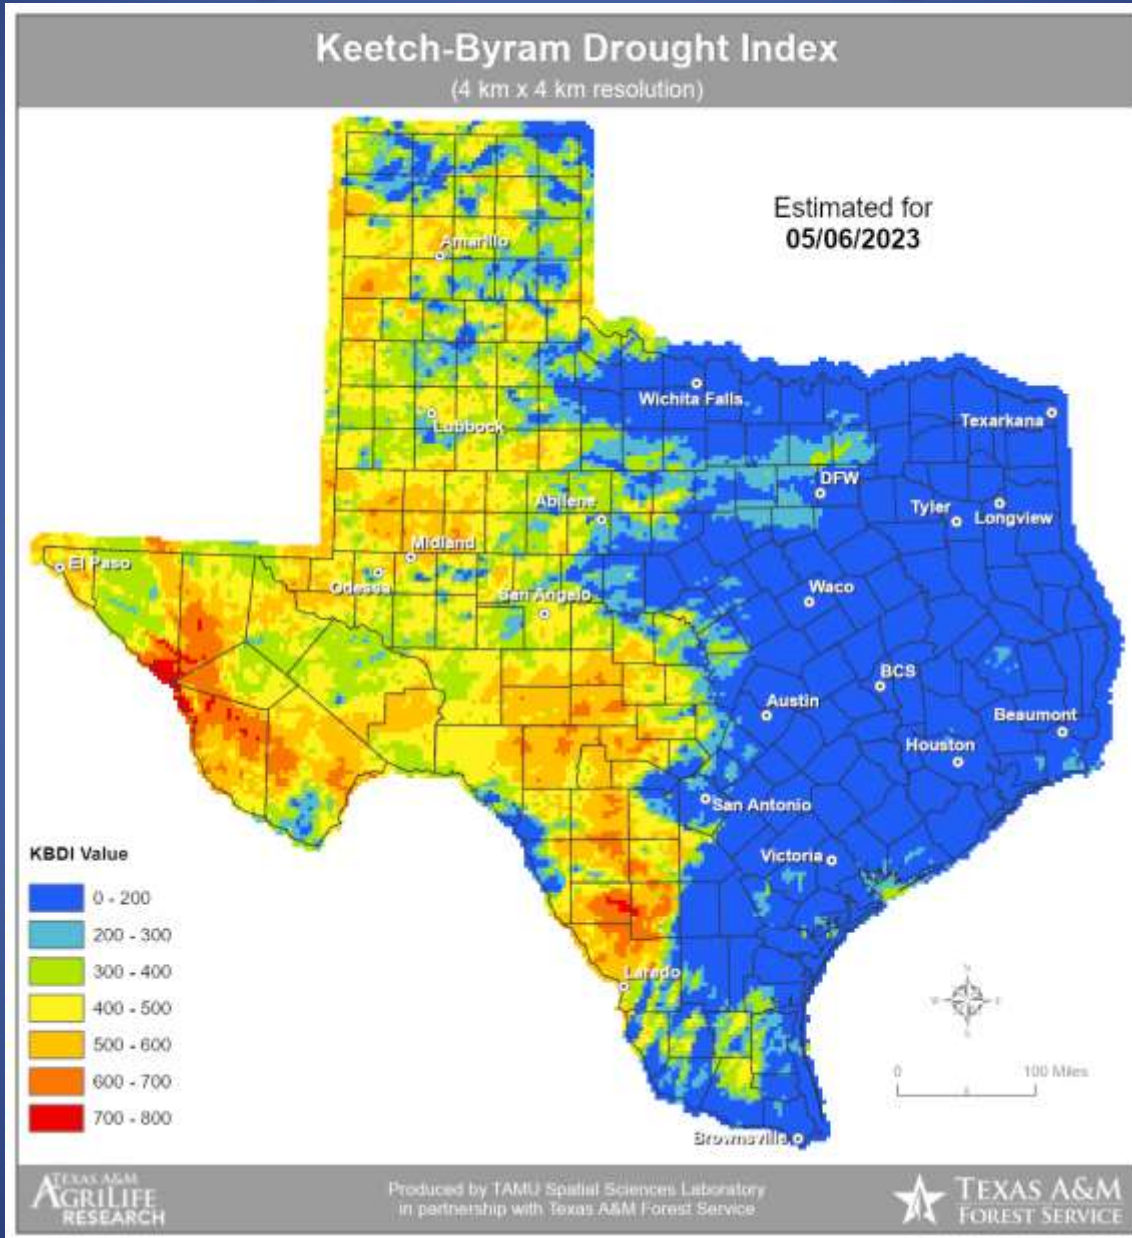 Keetch-Byram Drought Index
(4 km x 4 km resolution)
Estimated for
05/06/2023
Amarillo
Wichita Falls
Texarkana
Lubbock
DFW
Abilene
Tyler
Longview
El Paso
Midland
Odessa
San Angelo
Waco
BCS
Austin
Beaumont
Houston
San Antonio
Victoria
Laredo
Brownsville
KBDI Value
0 - 200
200 - 300
300 - 400
400 - 500
500 - 600
600 - 700
700 - 800
N
W
E
S
0
100 Miles
TEXAS A&M
AGRILIFE
RESEARCH
Produced by TAMU Spatial Sciences Laboratory
in partnership with Texas A&M Forest Service
TEXAS A&M
FOREST SERVICE